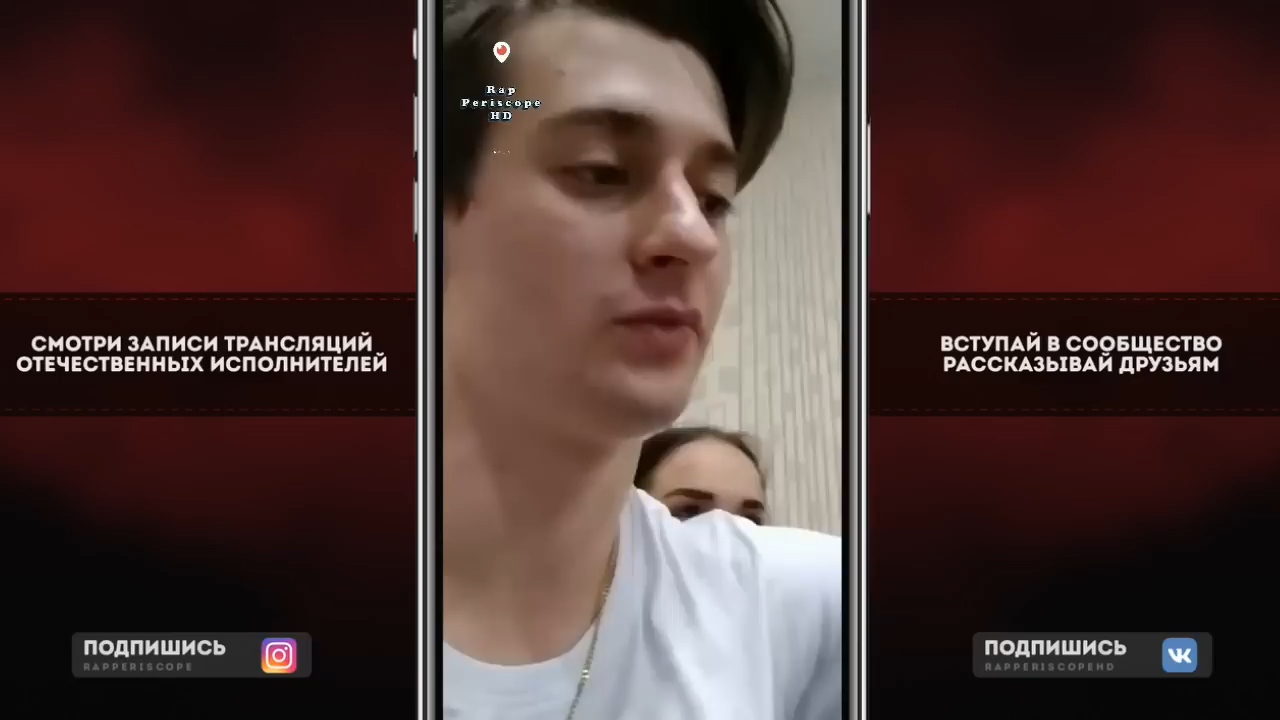 Rap
Periscope
HD
СМОТРИ ЗАПИСИ ТРАНСЛЯЦИЙ
ОТЕЧЕСТВЕННЫХ ИСПОЛНИТЕЛЕЙ
ВСТУПАЙ В СООБЩЕСТВО
РАССКАЗЫВАЙ ДРУЗЬЯМ
ПОДПИШИСЬ
RAPPERISCOPE
ПОДПИШИСЬ
RAPPERISCOPEHD